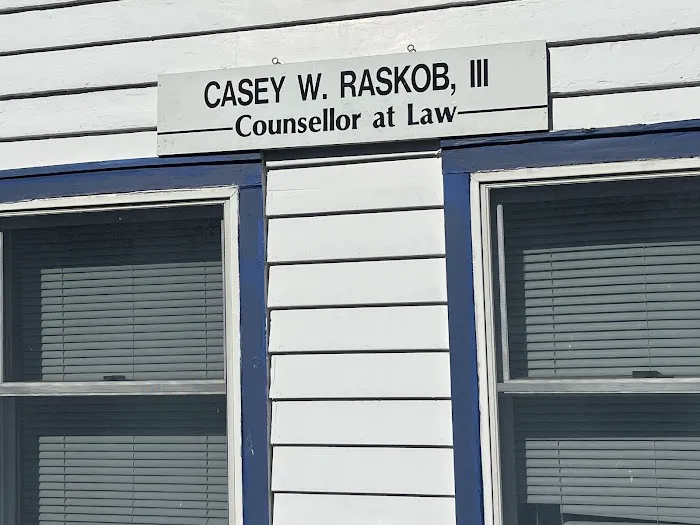 CASEY W. RASKOB, III
Counsellor at Law